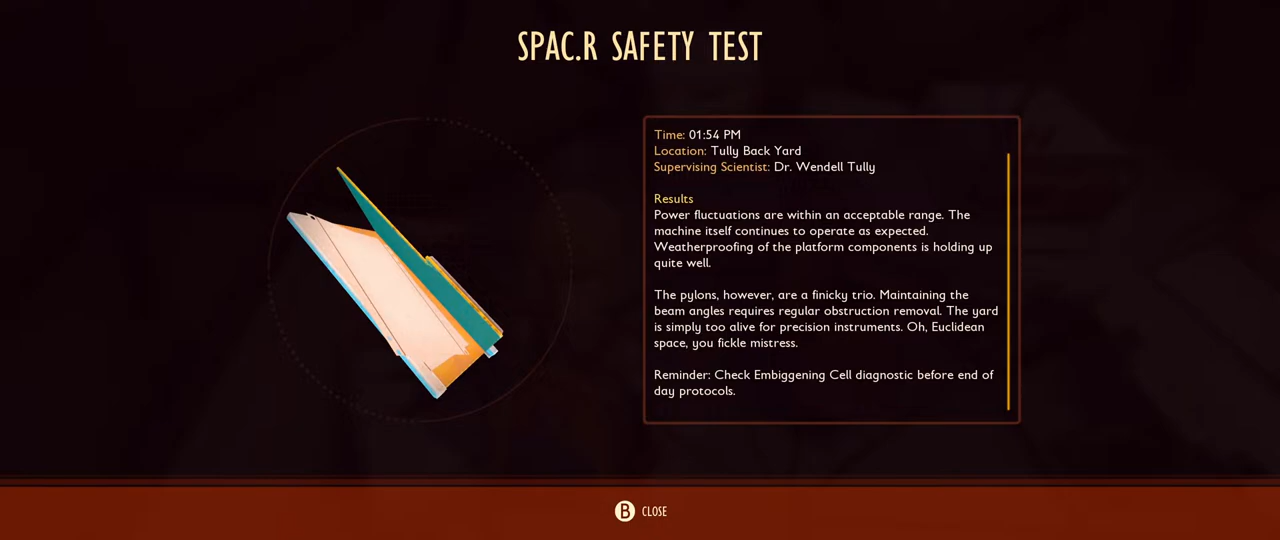 SPAC.R SAFETY TEST
Time: 01:54 PM
Location: Tully Back Yard
Supervising Scientist: Dr. Wendell Tully
Results
Power fluctuations are within an acceptable range. The
machine itself continues to operate as expected.
Weatherproofing of the platform components is holding up
quite well.
The pylons, however, are a finicky trio. Maintaining the
beam angles requires regular obstruction removal. The yard
is simply too alive for precision instruments. Oh, Euclidean
space, you fickle mistress.
Reminder: Check Embiggening Cell diagnostic before end of
day protocols.
B CLOSE